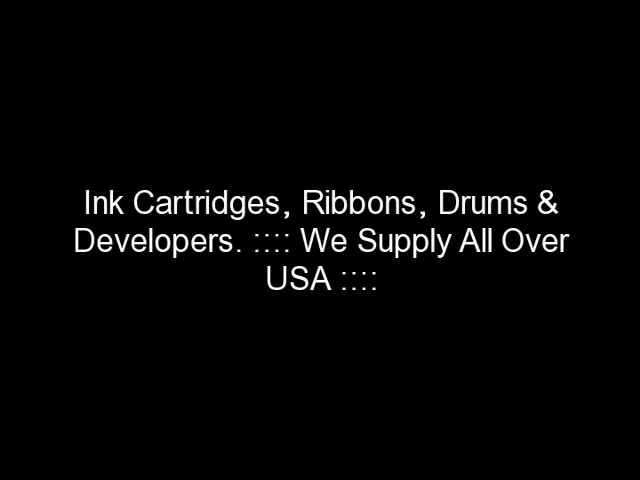 Ink Cartridges, Ribbons, Drums &
Developers. :::: We Supply All Over
USA ::::